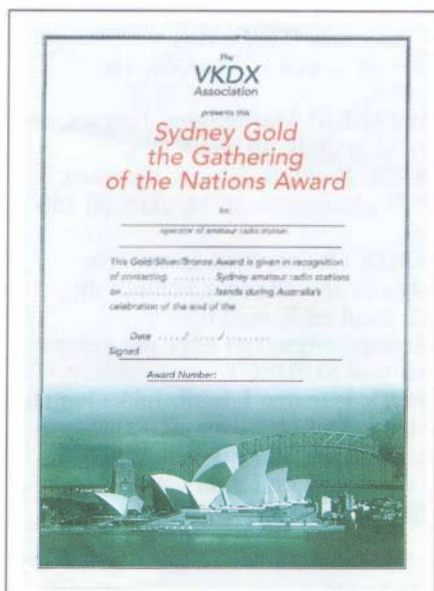 The
VKDX
Association
presents this
Sydney Gold
the Gathering
of the Nations Award
to:
operator of amateur radio station
This Gold/Silver/Bronze Award is given in recognition
of contacting ......... Sydney amateur radio stations
on ......... bands during Australia's
celebration of the end of the
Date ...../...../........
Signed
Award Number: